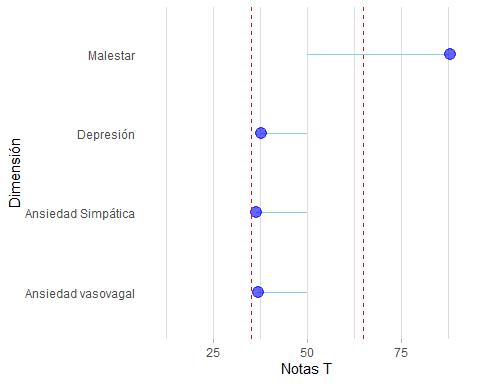 Malestar
Depresión
Ansiedad Simpática
Ansiedad vasovagal
Dimensión
25
50
75
Notas T